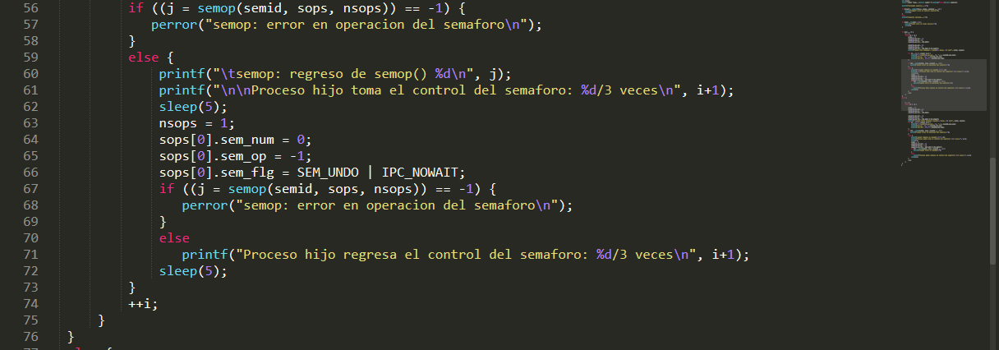 56 if ((j = semop(semid, sops, nsops)) == -1) {
57 perror("semop: error en operacion del semaforo\n");
58 }
59 else {
60 printf("\tsemop: regreso de semop() %d\n", j);
61 printf("\n\nProceso hijo toma el control del semaforo: %d/3 veces\n", i+1);
62 sleep(5);
63 nsops = 1;
64 sops[0].sem_num = 0;
65 sops[0].sem_op = -1;
66 sops[0].sem_flg = SEM_UNDO | IPC_NOWAIT;
67 if ((j = semop(semid, sops, nsops)) == -1) {
68 perror("semop: error en operacion del semaforo\n");
69 }
70 else
71 printf("Proceso hijo regresa el control del semaforo: %d/3 veces\n", i+1);
72 sleep(5);
73 }
74 ++i;
75 }
76 }